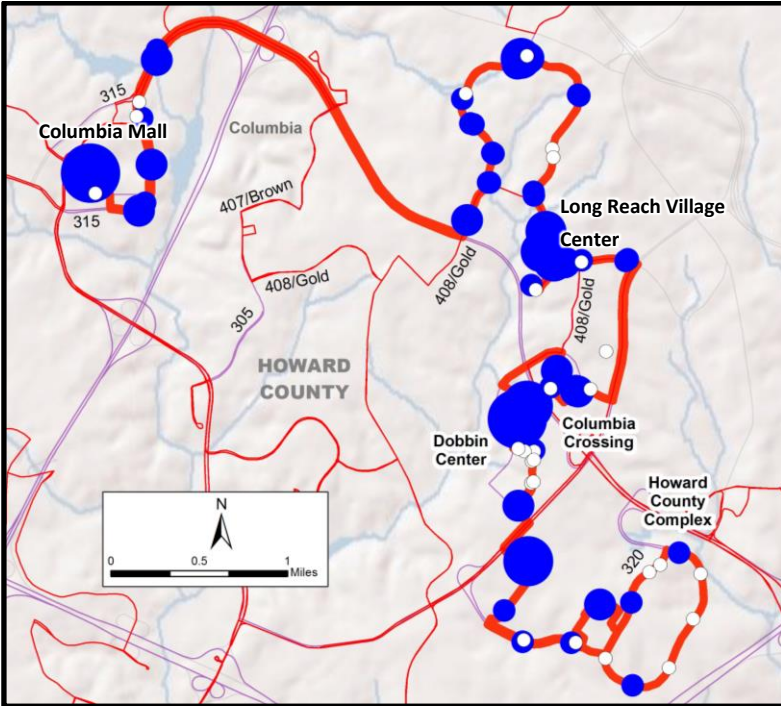 315
Columbia Mall
Columbia
407/Brown
315
Long Reach Village
Center
408/Gold
408/Gold
408/Gold
305
HOWARD
COUNTY
Dobbin
Center
Columbia
Crossing
Howard
County
Complex
N
0 0.5 1
Miles
320